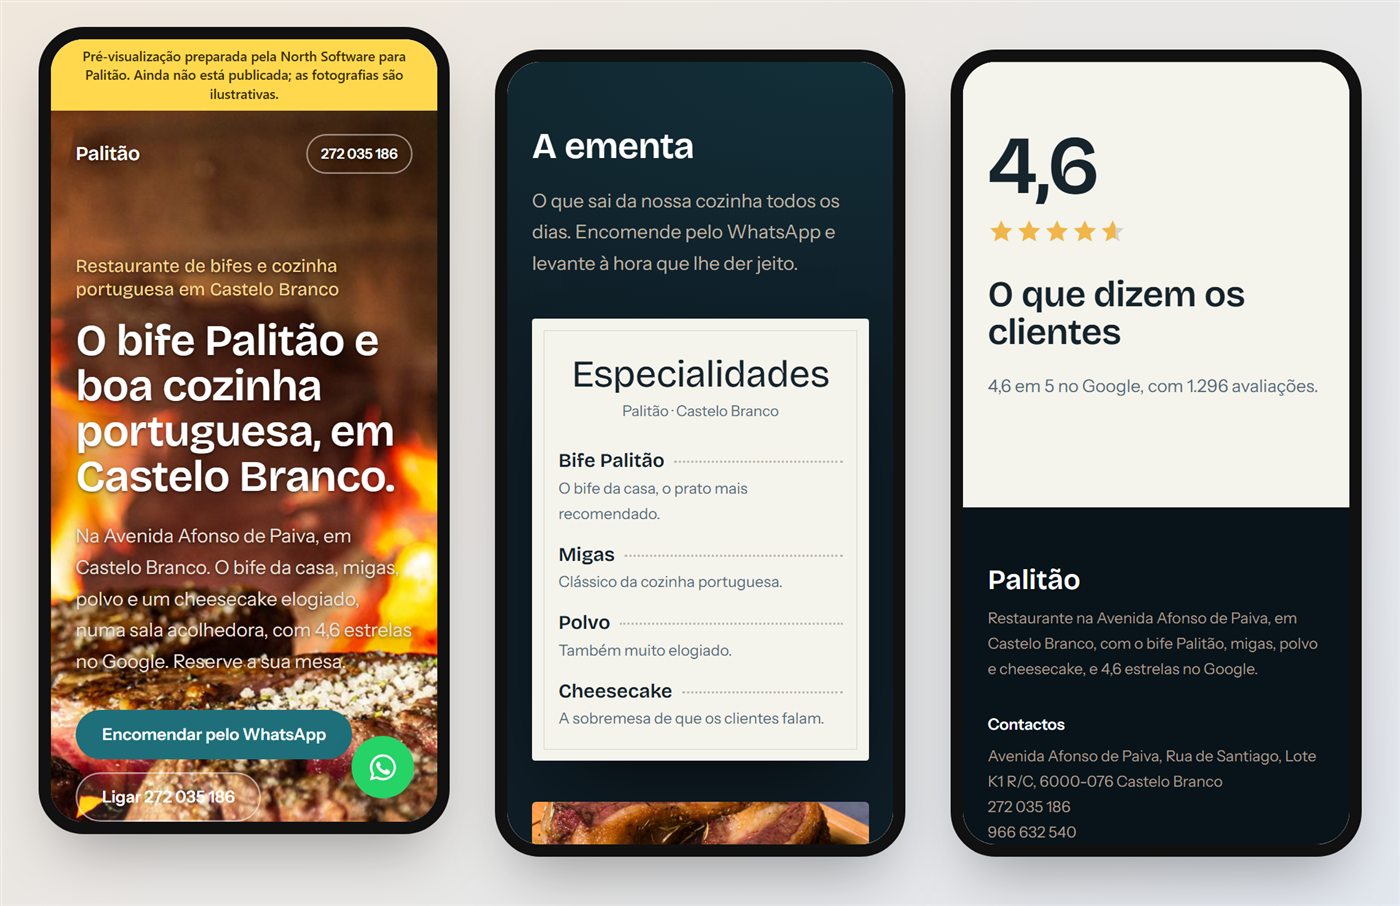 Pré-visualização preparada pela North Software para
Palitão. Ainda não está publicada; as fotografias são
ilustrativas.
Palitão
272 035 186
Restaurante de bifes e cozinha
portuguesa em Castelo Branco
O bife Palitão e
boa cozinha
portuguesa, em
Castelo Branco.
Na Avenida Afonso de Paiva, em
Castelo Branco. O bife da casa, migas,
polvo e um cheesecake elogiado,
numa sala acolhedora, com 4,6 estrelas
no Google. Reserve a sua mesa.
Encomendar pelo WhatsApp
Ligar 272 035 186
A ementa
O que sai da nossa cozinha todos os
dias. Encomende pelo WhatsApp e
levante à hora que lhe der jeito.
Especialidades
Palitão · Castelo Branco
Bife Palitão
O bife da casa, o prato mais
recomendado.
Migas
Clássico da cozinha portuguesa.
Polvo
Também muito elogiado.
Cheesecake
A sobremesa de que os clientes falam.
4,6
O que dizem os
clientes
4,6 em 5 no Google, com 1.296 avaliações.
Palitão
Restaurante na Avenida Afonso de Paiva, em
Castelo Branco, com o bife Palitão, migas, polvo
e cheesecake, e 4,6 estrelas no Google.
Contactos
Avenida Afonso de Paiva, Rua de Santiago, Lote
K1 R/C, 6000-076 Castelo Branco
272 035 186
966 632 540